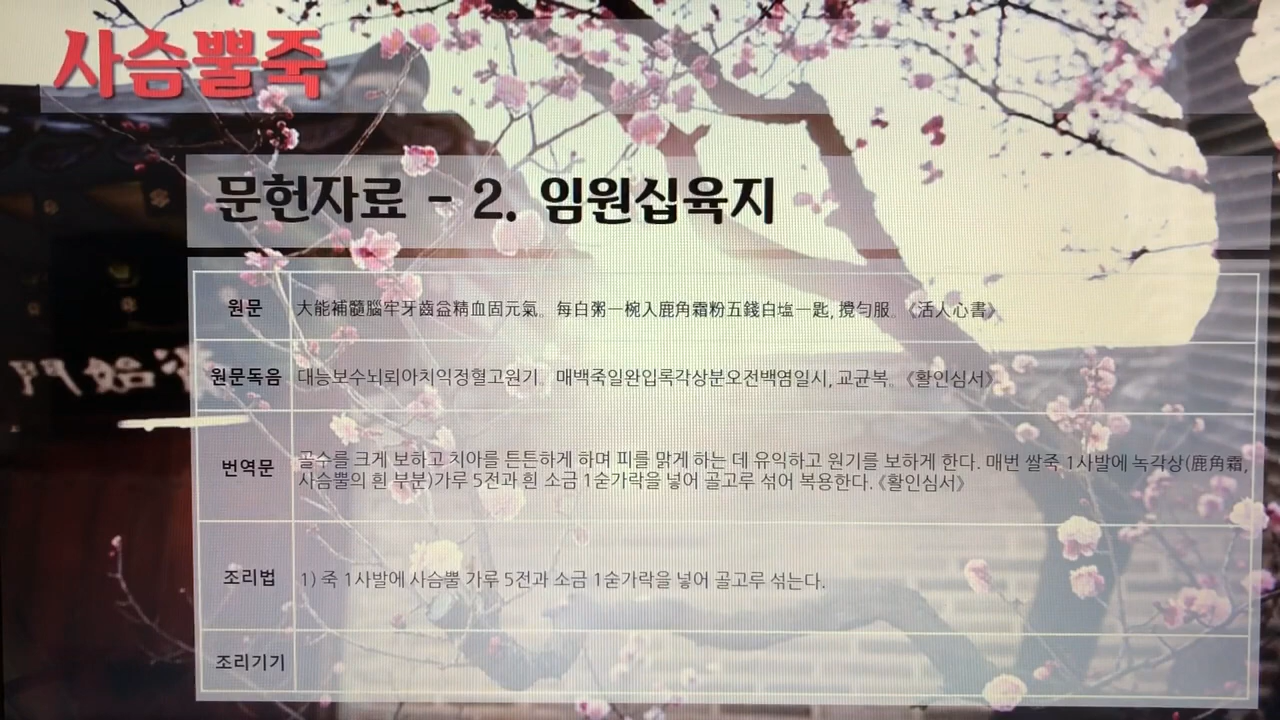 사슴뿔죽
문헌자료 - 2. 임원십육지
원문
大能補髓腦牢牙齒益精血固元氣。 每白粥一椀入鹿角霜粉五錢白塩一匙, 攪勻服。《活人心書》
원문독음
대능보수뇌뢰아치익정혈고원기。 매백죽일완입록각상분오전백염일시, 교균복。《활인심서》
번역문
골수를 크게 보하고 치아를 튼튼하게 하며 피를 맑게 하는 데 유익하고 원기를 보하게 한다. 매번 쌀죽 1사발에 녹각상(鹿角霜,
사슴뿔의 흰 부분)가루 5전과 흰 소금 1숟가락을 넣어 골고루 섞어 복용한다.《활인심서》
조리법
1) 죽 1사발에 사슴뿔 가루 5전과 소금 1숟가락을 넣어 골고루 섞는다.
조리기기